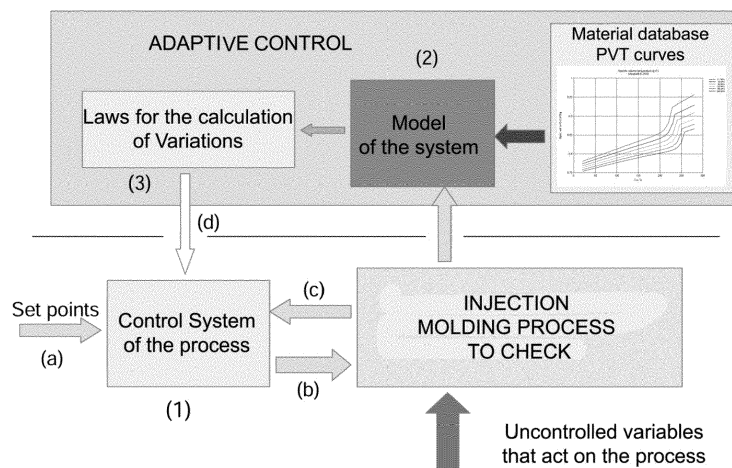 ADAPTIVE CONTROL
Material database
PVT curves
(2)
Laws for the calculation
of Variations
Model
of the system
(3)
(d)
Set points
(a)
Control System
of the process
(c)
(b)
INJECTION
MOLDING PROCESS
TO CHECK
(1)
Uncontrolled variables
that act on the process